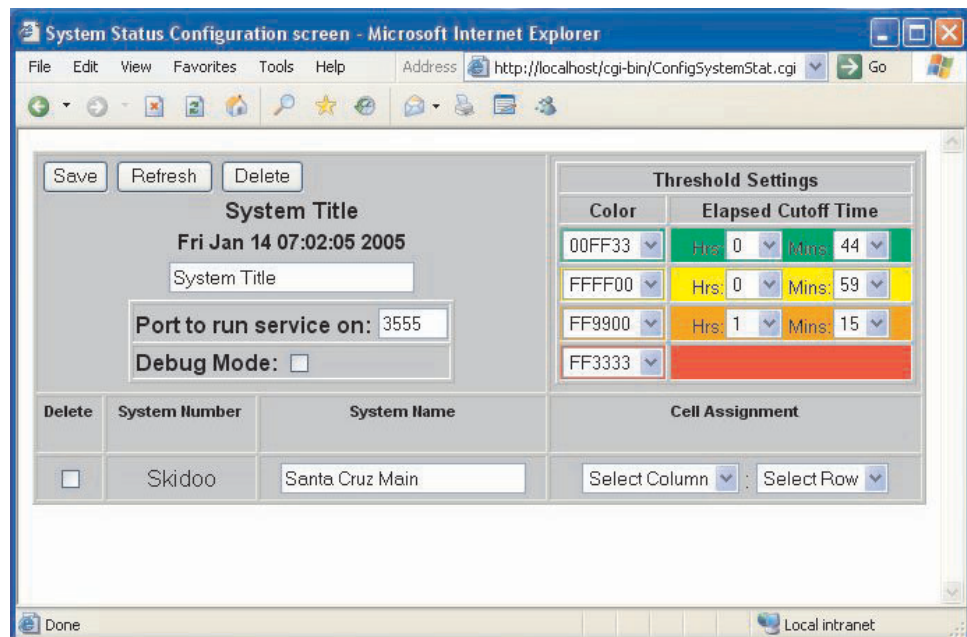 System Status Configuration screen - Microsoft Internet Explorer
File Edit View Favorites Tools Help Address http://localhost/cgi-bin/ConfigSystemStat.cgi Go
Save Refresh Delete
System Title
Fri Jan 14 07:02:05 2005
System Title
Port to run service on: 3555
Debug Mode:
Threshold Settings
Color Elapsed Cutoff Time
00FF33 Hrs: 0 Mins: 44
FFFF00 Hrs: 0 Mins: 59
FF9900 Hrs: 1 Mins: 15
FF3333
Delete System Number System Name Cell Assignment
Skidoo Santa Cruz Main Select Column : Select Row
Done Local intranet